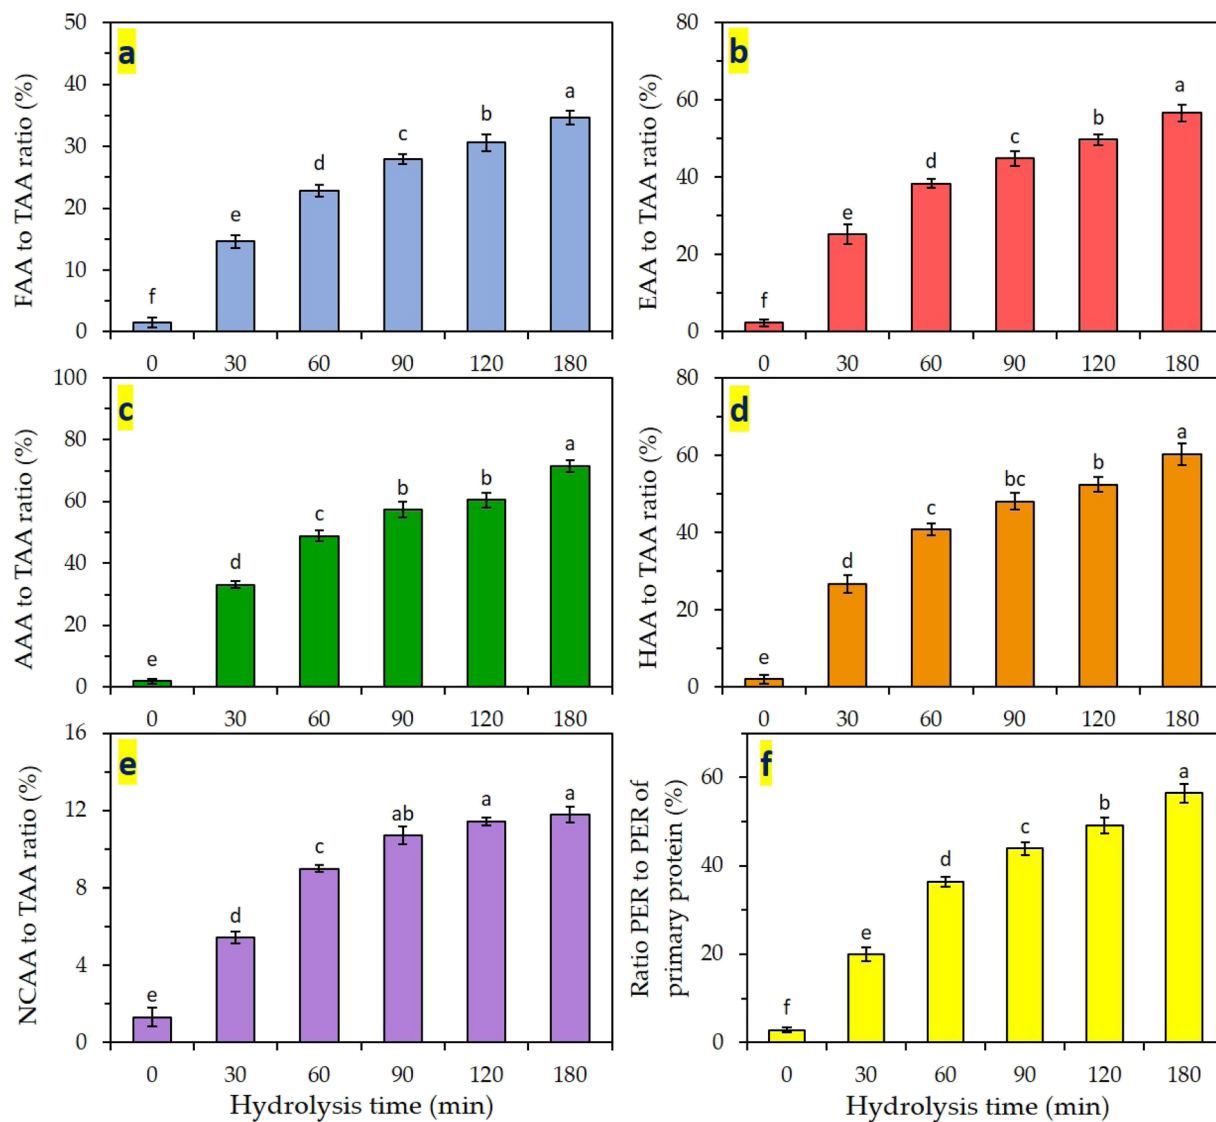 a
FAA to TAA ratio (%)
50
40
30
20
10
0
f
e
d
c
b
a
0 30 60 90 120 180
b
EAA to TAA ratio (%)
80
60
40
20
0
f
e
d
c
b
a
0 30 60 90 120 180
c
AAA to TAA ratio (%)
100
80
60
40
20
0
e
d
c
b
b
a
0 30 60 90 120 180
d
HAA to TAA ratio (%)
80
60
40
20
0
e
d
c
bc
b
a
0 30 60 90 120 180
e
NCAA to TAA ratio (%)
16
12
8
4
0
e
d
c
ab
a
a
0 30 60 90 120 180
Hydrolysis time (min)
f
Ratio PER to PER of
primary protein (%)
60
40
20
0
f
e
d
c
b
a
0 30 60 90 120 180
Hydrolysis time (min)